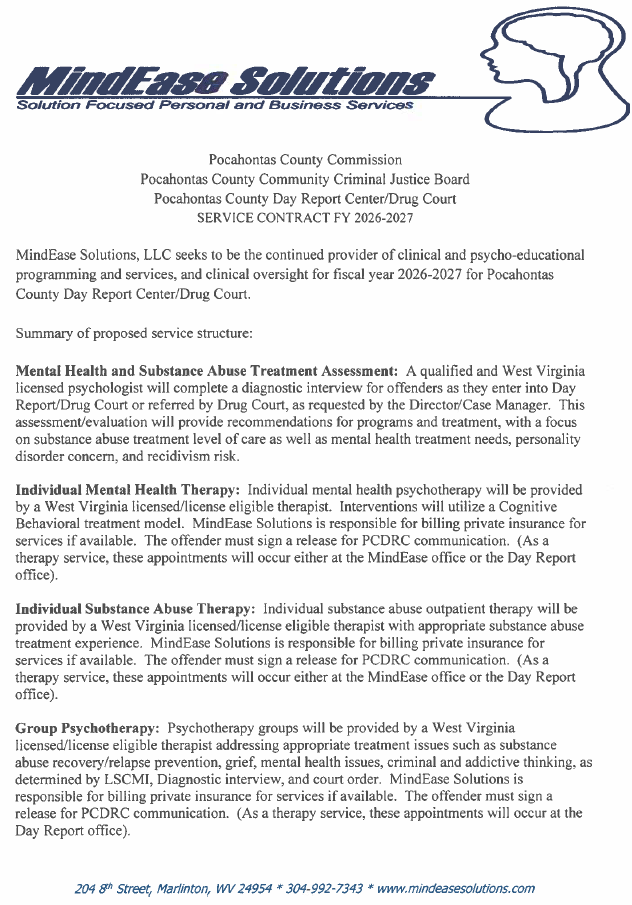 MindEase Solutions
Solution Focused Personal and Business Services
Pocahontas County Commission
Pocahontas County Community Criminal Justice Board
Pocahontas County Day Report Center/Drug Court
SERVICE CONTRACT FY 2026-2027
MindEase Solutions, LLC seeks to be the continued provider of clinical and psycho-educational
programming and services, and clinical oversight for fiscal year 2026-2027 for Pocahontas
County Day Report Center/Drug Court.
Summary of proposed service structure:
Mental Health and Substance Abuse Treatment Assessment: A qualified and West Virginia
licensed psychologist will complete a diagnostic interview for offenders as they enter into Day
Report/Drug Court or referred by Drug Court, as requested by the Director/Case Manager. This
assessment/evaluation will provide recommendations for programs and treatment, with a focus
on substance abuse treatment level of care as well as mental health treatment needs, personality
disorder concern, and recidivism risk.
Individual Mental Health Therapy: Individual mental health psychotherapy will be provided
by a West Virginia licensed/license eligible therapist. Interventions will utilize a Cognitive
Behavioral treatment model. MindEase Solutions is responsible for billing private insurance for
services if available. The offender must sign a release for PCDRC communication. (As a
therapy service, these appointments will occur either at the MindEase office or the Day Report
office).
Individual Substance Abuse Therapy: Individual substance abuse outpatient therapy will be
provided by a West Virginia licensed/license eligible therapist with appropriate substance abuse
treatment experience. MindEase Solutions is responsible for billing private insurance for
services if available. The offender must sign a release for PCDRC communication. (As a
therapy service, these appointments will occur either at the MindEase office or the Day Report
office).
Group Psychotherapy: Psychotherapy groups will be provided by a West Virginia
licensed/license eligible therapist addressing appropriate treatment issues such as substance
abuse recovery/relapse prevention, grief, mental health issues, criminal and addictive thinking, as
determined by LSCMI, Diagnostic interview, and court order. MindEase Solutions is
responsible for billing private insurance for services if available. The offender must sign a
release for PCDRC communication. (As a therapy service, these appointments will occur at the
Day Report office).
204 8th Street, Marlinton, WV 24954 * 304-992-7343 * www.mindeasesolutions.com